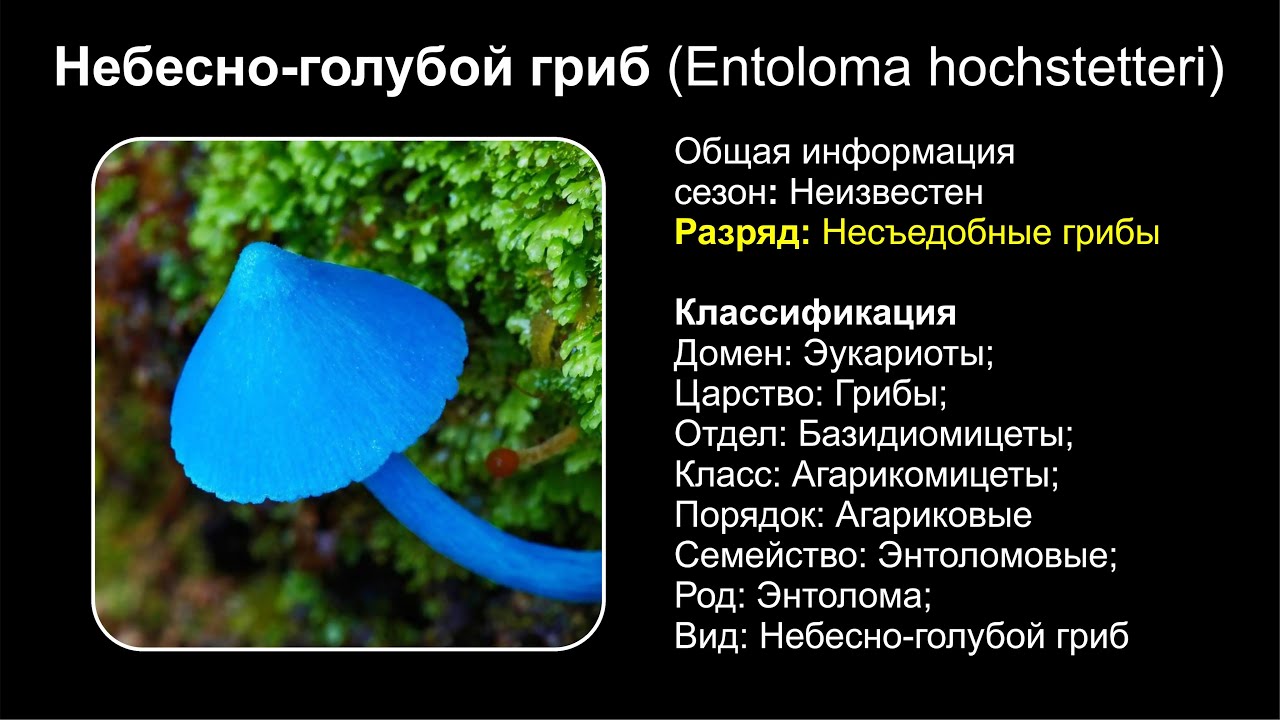 Небесно-голубой гриб (Entoloma hochstetteri)
Общая информация
сезон: Неизвестен
Разряд: Несъедобные грибы
Классификация
Домен: Эукариоты;
Царство: Грибы;
Отдел: Базидиомицеты;
Класс: Агарикомицеты;
Порядок: Агариковые
Семейство: Энтоломовые;
Род: Энтолома;
Вид: Небесно-голубой гриб